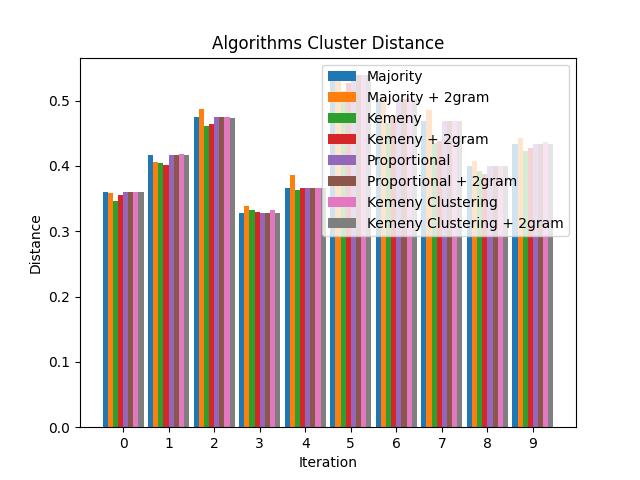 Algorithms Cluster Distance
Majority
Majority + 2gram
Kemeny
Kemeny + 2gram
Proportional
Proportional + 2gram
Kemeny Clustering
Kemeny Clustering + 2gram
Distance
0.5
0.4
0.3
0.2
0.1
0.0
0 1 2 3 4 5 6 7 8 9
Iteration